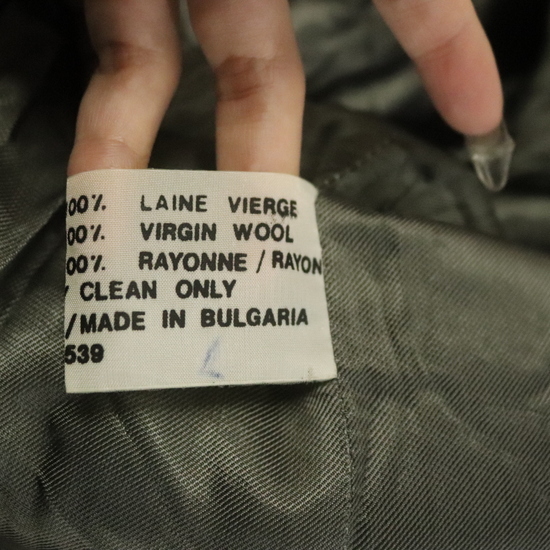 00% LAINE VIERGE
00% VIRGIN WOOL
00% RAYONNE / RAYON
CLEAN ONLY
/MADE IN BULGARIA
539
L